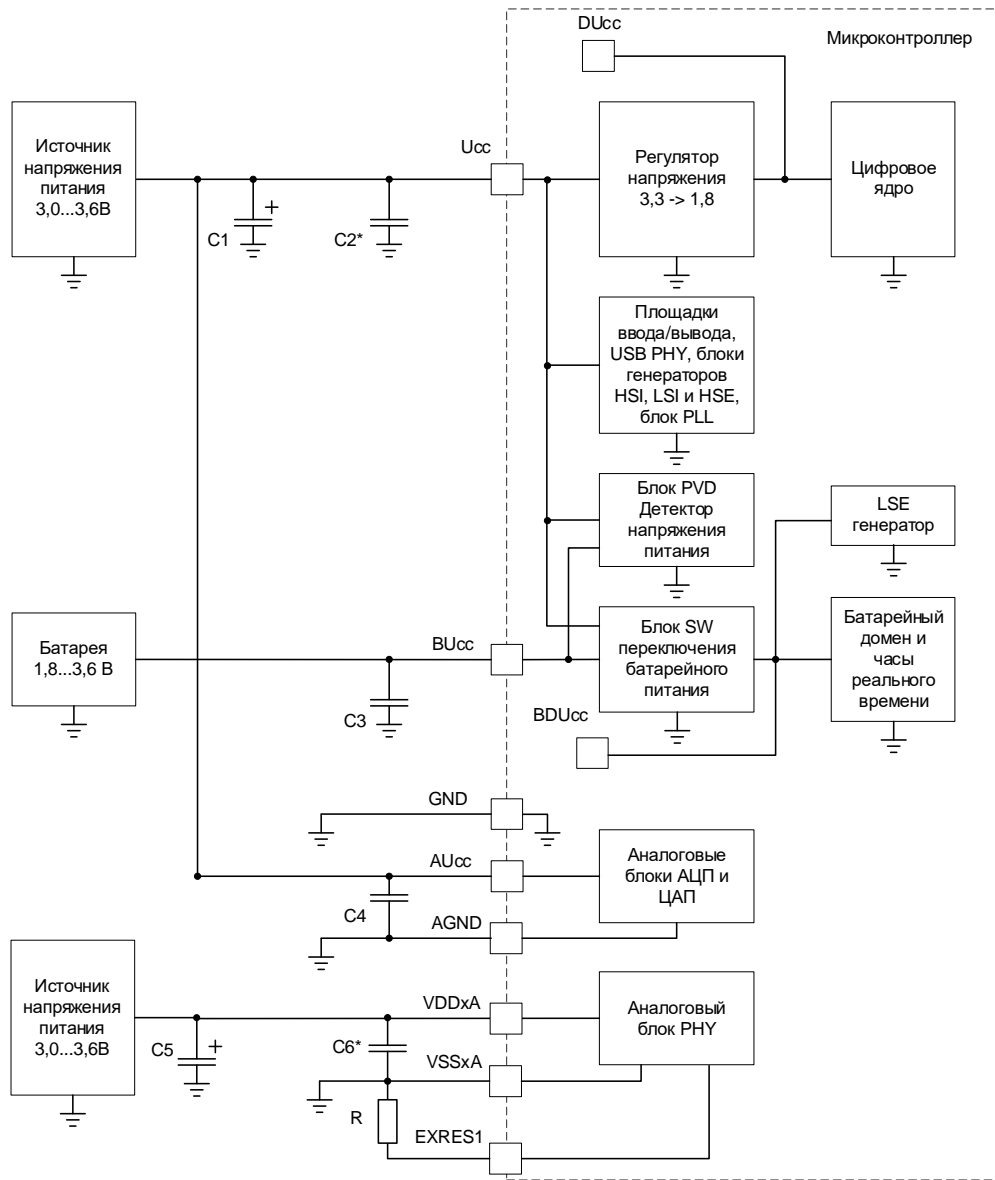 DUcc
Микроконтроллер
Источник
напряжения
питания
3,0...3,6В
Ucc
Регулятор
напряжения
3,3 -> 1,8
Цифровое
ядро
C1
+
C2*
Площадки
ввода/вывода,
USB PHY, блоки
генераторов
HSI, LSI и HSE,
блок PLL
Блок PVD
Детектор
напряжения
питания
LSE
генератор
Батарея
1,8...3,6 В
BUcc
Блок SW
переключения
батарейного
питания
Батарейный
домен и
часы
реального
времени
C3
BDUcc
GND
AUcc
Аналоговые
блоки АЦП и
ЦАП
C4
AGND
Источник
напряжения
питания
3,0...3,6В
VDDxA
Аналоговый
блок PHY
C5
+
C6*
VSSxA
R
EXRES1